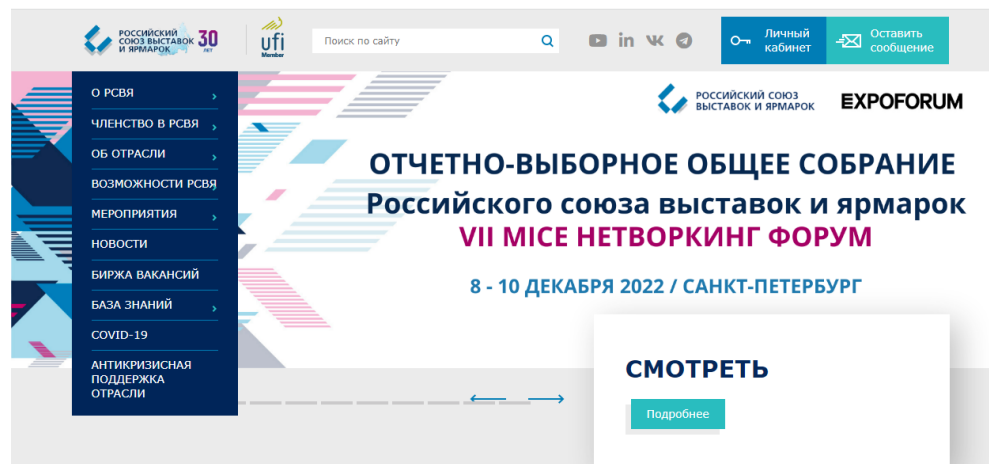 РОССИЙСКИЙ
СОЮЗ ВЫСТАВОК
И ЯРМАРОК
30
ЛЕТ
ufi
Member
Поиск по сайту
in
Личный
кабинет
Оставить
сообщение
О РСВЯ
ЧЛЕНСТВО В РСВЯ
ОБ ОТРАСЛИ
ВОЗМОЖНОСТИ РСВЯ
МЕРОПРИЯТИЯ
НОВОСТИ
БИРЖА ВАКАНСИЙ
БАЗА ЗНАНИЙ
COVID-19
АНТИКРИЗИСНАЯ
ПОДДЕРЖКА
ОТРАСЛИ
РОССИЙСКИЙ СОЮЗ
ВЫСТАВОК И ЯРМАРОК
EXPOFORUM
ОТЧЕТНО-ВЫБОРНОЕ ОБЩЕЕ СОБРАНИЕ
Российского союза выставок и ярмарок
VII MICE НЕТВОРКИНГ ФОРУМ
8 - 10 ДЕКАБРЯ 2022 / САНКТ-ПЕТЕРБУРГ
СМОТРЕТЬ
Подробнее